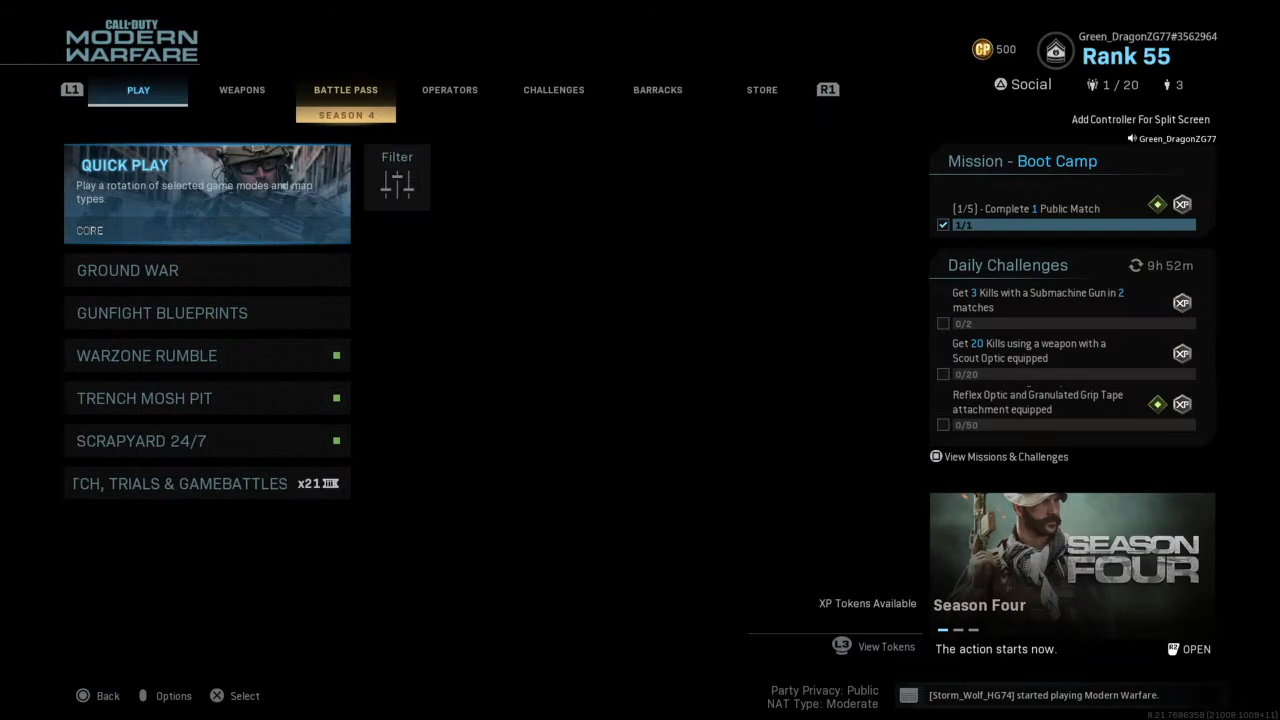 CALL OF DUTY
MODERN
WARFARE
CP 500
Green_DragonZG77#3562964
Rank 55
Social
1 / 20
3
L1
PLAY
WEAPONS
BATTLE PASS
SEASON 4
OPERATORS
CHALLENGES
BARRACKS
STORE
R1
Add Controller For Split Screen
Green_DragonZG77
QUICK PLAY
Play a rotation of selected game modes and map
types.
CORE
Filter
GROUND WAR
GUNFIGHT BLUEPRINTS
WARZONE RUMBLE
TRENCH MOSH PIT
SCRAPYARD 24/7
TCH, TRIALS & GAMEBATTLES x21
Mission - Boot Camp
[1/5] - Complete 1 Public Match
XP
1/1
Daily Challenges
9h 52m
Get 3 Kills with a Submachine Gun in 2
matches
XP
0/2
Get 20 Kills using a weapon with a
Scout Optic equipped
XP
0/20
Reflex Optic and Granulated Grip Tape
attachment equipped
XP
0/50
View Missions & Challenges
SEASON
FOUR
Season Four
The action starts now.
R2 OPEN
XP Tokens Available
L3 View Tokens
Back
Options
Select
Party Privacy: Public
NAT Type: Moderate
[Storm_Wolf_HG74] started playing Modern Warfare.